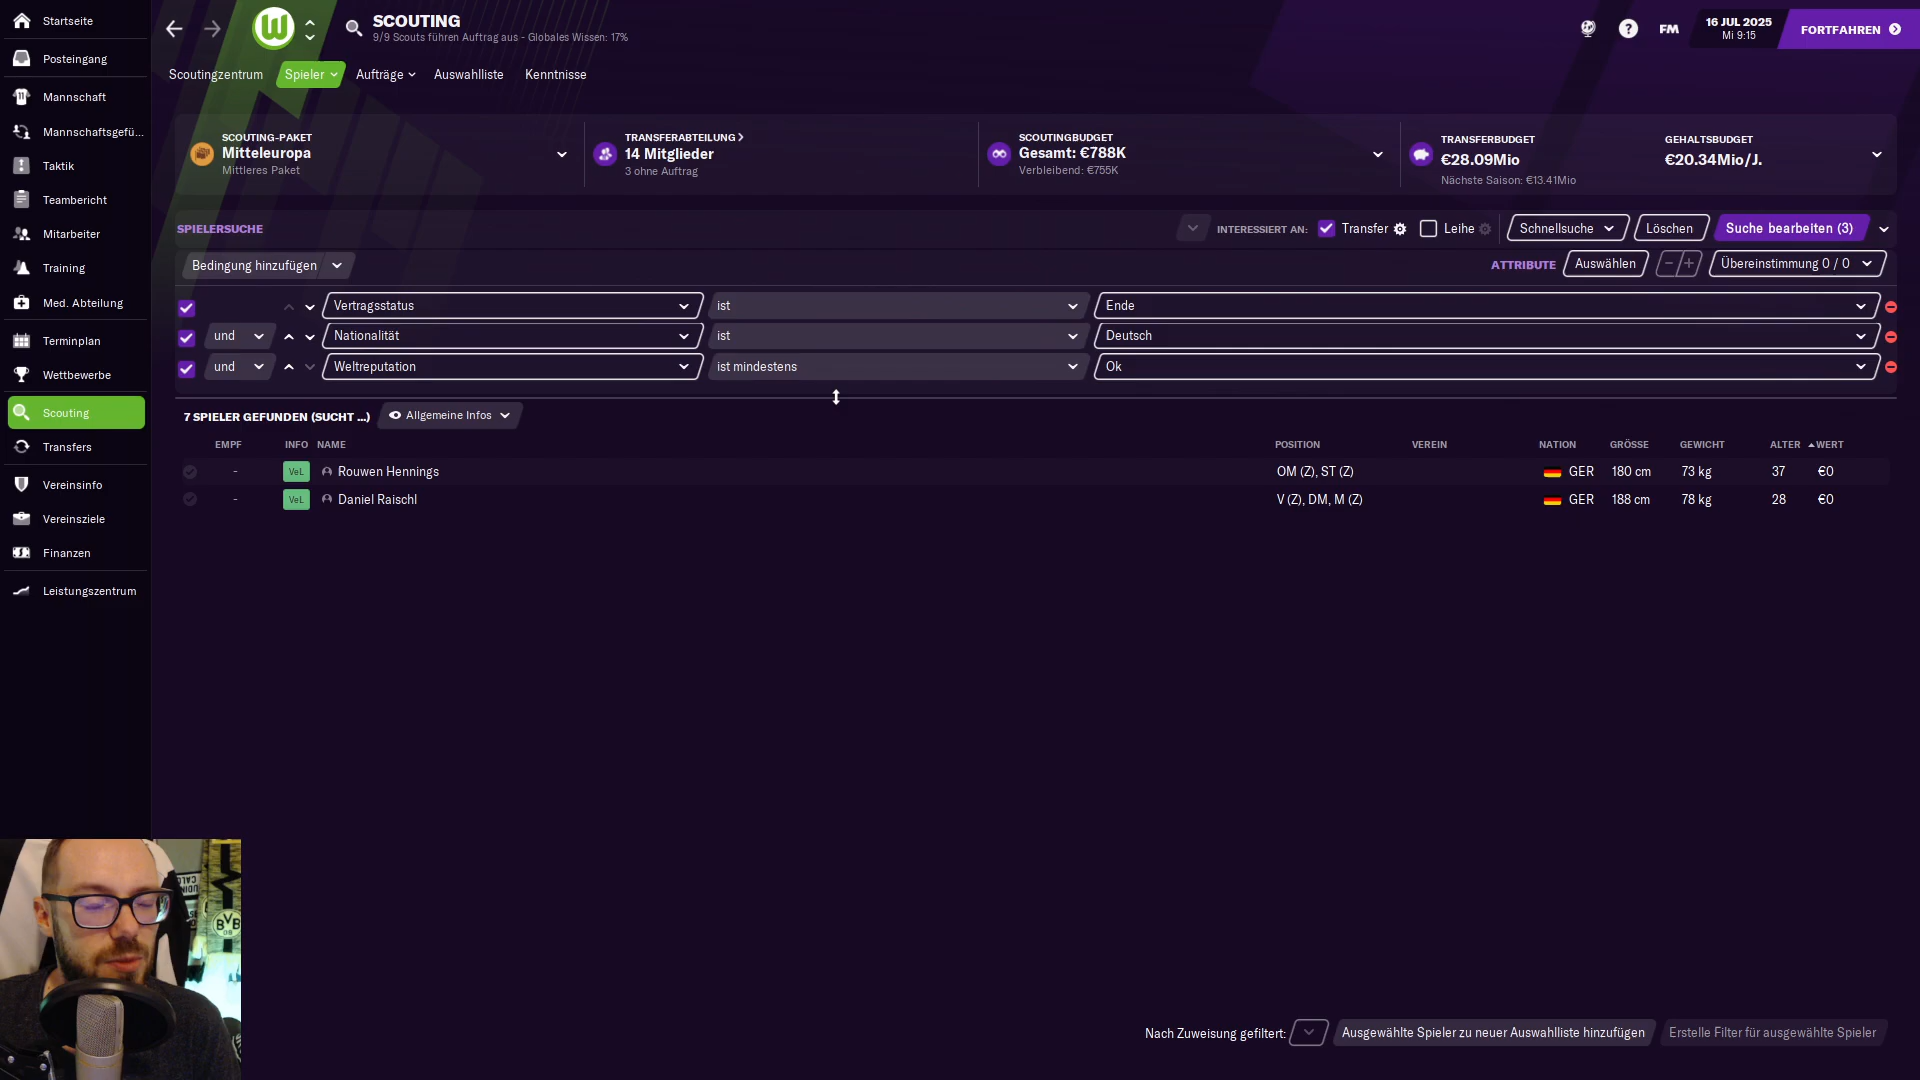 Startseite
Posteingang
Mannschaft
Mannschaftsgefü...
Taktik
Teambericht
Mitarbeiter
Training
Med. Abteilung
Terminplan
Wettbewerbe
Scouting
Transfers
Vereinsinfo
Vereinsziele
Finanzen
Leistungszentrum
SCOUTING
9/9 Scouts führen Auftrag aus - Globales Wissen: 17%
FM
16 JUL 2025
Mi 9:15
FORTFAHREN
Scoutingzentrum Spieler Aufträge Auswahlliste Kenntnisse
SCOUTING-PAKET
Mitteleuropa
Mittleres Paket
TRANSFERABTEILUNG
14 Mitglieder
3 ohne Auftrag
SCOUTINGBUDGET
Gesamt: €788K
Verbleibend: €755K
TRANSFERBUDGET
€28.09Mio
Nächste Saison: €13.41Mio
GEHALTSBUDGET
€20.34Mio/J.
SPIELERSUCHE INTERESSIERT AN: Transfer Leihe Schnellsuche Löschen Suche bearbeiten (3)
Bedingung hinzufügen ATTRIBUTE Auswählen -/+ Übereinstimmung 0 / 0
Vertragsstatus ist Ende
und Nationalität ist Deutsch
und Weltreputation ist mindestens Ok
7 SPIELER GEFUNDEN (SUCHT ...) Allgemeine Infos
EMPF INFO NAME POSITION VEREIN NATION GRÖSSE GEWICHT ALTER WERT
- VeL Rouwen Hennings OM (Z), ST (Z) GER 180 cm 73 kg 37 €0
- VeL Daniel Raischl V (Z), DM, M (Z) GER 188 cm 78 kg 28 €0
BVB
09
Nach Zuweisung gefiltert: Ausgewählte Spieler zu neuer Auswahlliste hinzufügen Erstelle Filter für ausgewählte Spieler